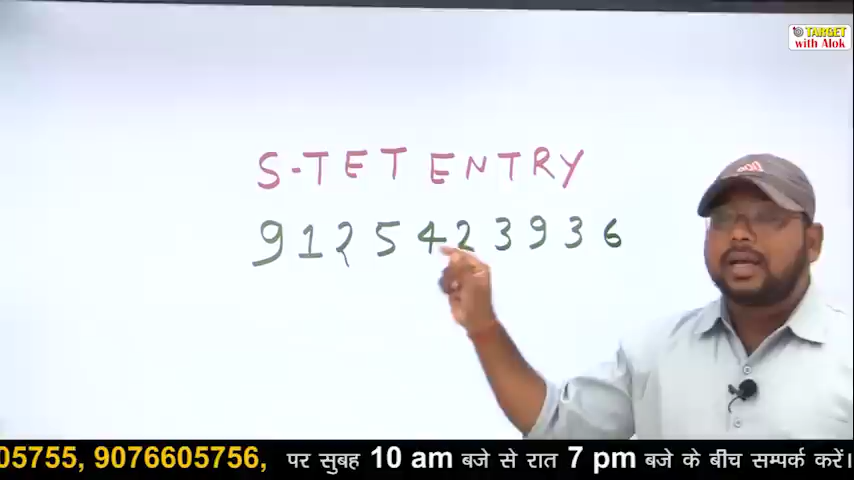 TARGET
with Alok
S-TET ENTRY
9125423936
05755, 9076605756, पर सुबह 10 am बजे से रात 7 pm बजे के बीच सम्पर्क करें।